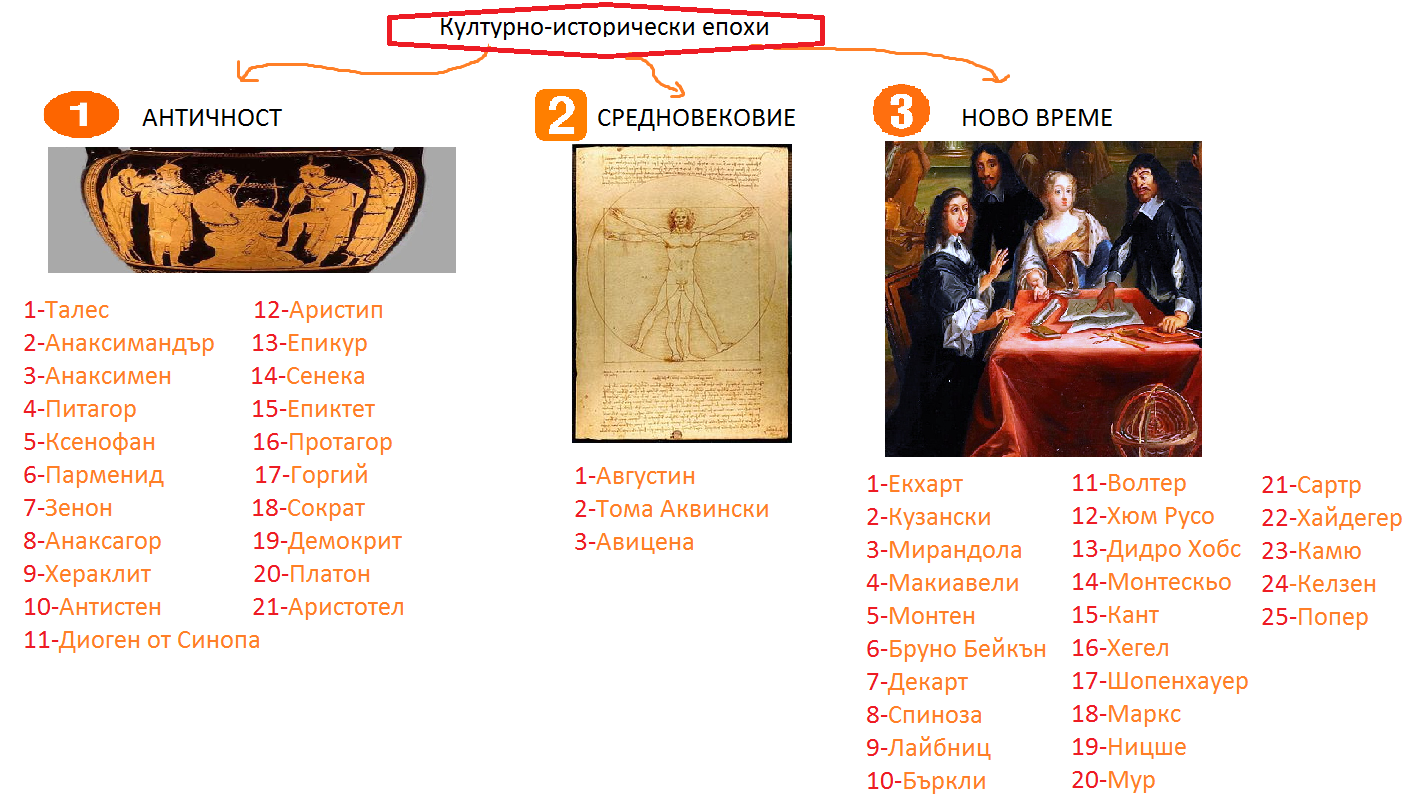 Културно-исторически епохи
1 АНТИЧНОСТ
1-Талес
2-Анаксимандър
3-Анаксимен
4-Питагор
5-Ксенофан
6-Парменид
7-Зенон
8-Анаксагор
9-Хераклит
10-Антистен
11-Диоген от Синопа
12-Аристип
13-Епикур
14-Сенека
15-Епиктет
16-Протагор
17-Горгий
18-Сократ
19-Демокрит
20-Платон
21-Аристотел
2 СРЕДНОВЕКОВИЕ
1-Августин
2-Тома Аквински
3-Авицена
3 НОВО ВРЕМЕ
1-Екхарт
2-Кузански
3-Мирандола
4-Макиавели
5-Монтен
6-Бруно Бейкън
7-Декарт
8-Спиноза
9-Лайбниц
10-Бъркли
11-Волтер
12-Хюм Русо
13-Дидро Хобс
14-Монтескьо
15-Кант
16-Хегел
17-Шопенхауер
18-Маркс
19-Ницше
20-Мур
21-Сартр
22-Хайдегер
23-Камю
24-Келзен
25-Попер